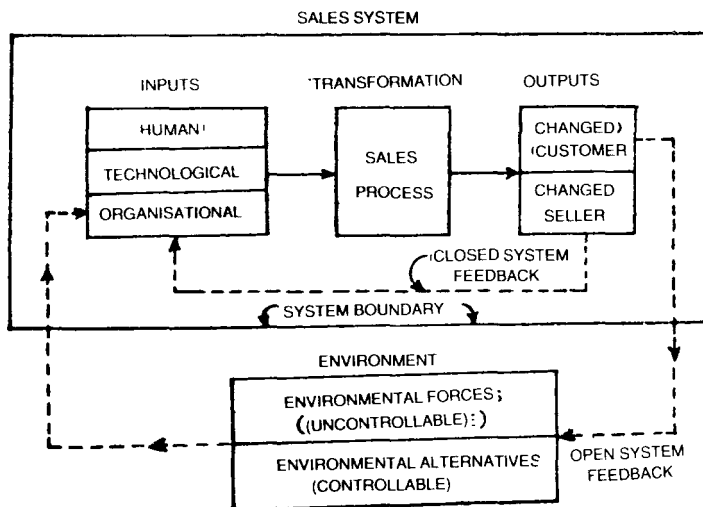 SALES SYSTEM
INPUTS
TRANSFORMATION
OUTPUTS
HUMAN
TECHNOLOGICAL
ORGANISATIONAL
SALES
PROCESS
CHANGED)
(CUSTOMER
CHANGED
SELLER
(CLOSED SYSTEM
FEEDBACK
SYSTEM BOUNDARY
ENVIRONMENT
ENVIRONMENTAL FORCES;
((UNCONTROLLABLE):)
ENVIRONMENTAL ALTERNATIVES
(CONTROLLABLE)
OPEN SYSTEM
FEEDBACK